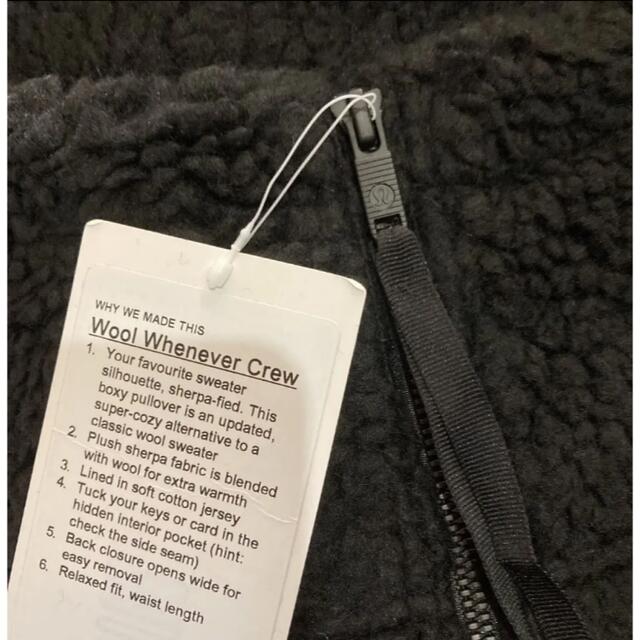 WHY WE MADE THIS
Wool Whenever Crew
1. Your favourite sweater
silhouette, sherpa-fied. This
boxy pullover is an updated,
super-cozy alternative to a
classic wool sweater
2. Plush sherpa fabric is blended
with wool for extra warmth
3. Lined in soft cotton jersey
4. Tuck your keys or card in the
hidden interior pocket (hint:
check the side seam)
5. Back closure opens wide for
easy removal
6. Relaxed fit, waist length